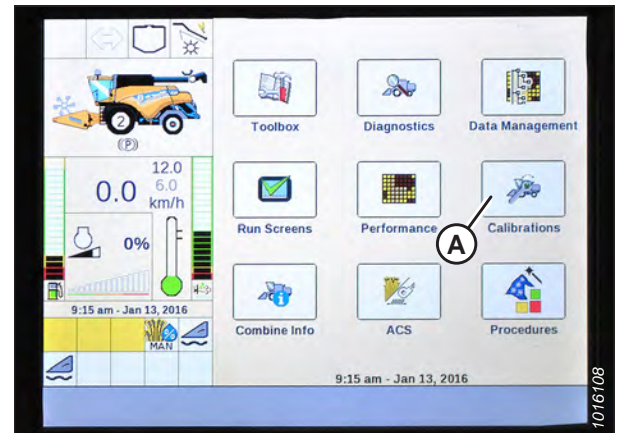 Toolbox
Diagnostics
Data Management
2
(P)
12.0
6.0
0.0
km/h
0%
Run Screens
Performance
Calibrations
A
9:15 am - Jan 13, 2016
MAN
Combine Info
ACS
Procedures
9:15 am - Jan 13, 2016
1016108